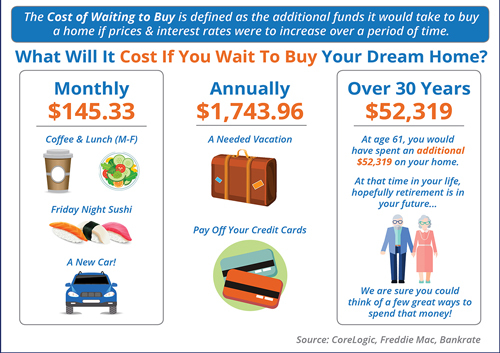 The Cost of Waiting to Buy is defined as the additional funds it would take to buy
a home if prices & interest rates were to increase over a period of time.
What Will It Cost If You Wait To Buy Your Dream Home?
Monthly
$145.33
Coffee & Lunch (M-F)
Friday Night Sushi
A New Car!
Annually
$1,743.96
A Needed Vacation
Pay Off Your Credit Cards
Over 30 Years
$52,319
At age 61, you would
have spent an additional
$52,319 on your home.
At that time in your life,
hopefully retirement is in
your future...
We are sure you could
think of a few great ways to
spend that money!
Source: CoreLogic, Freddie Mac, Bankrate